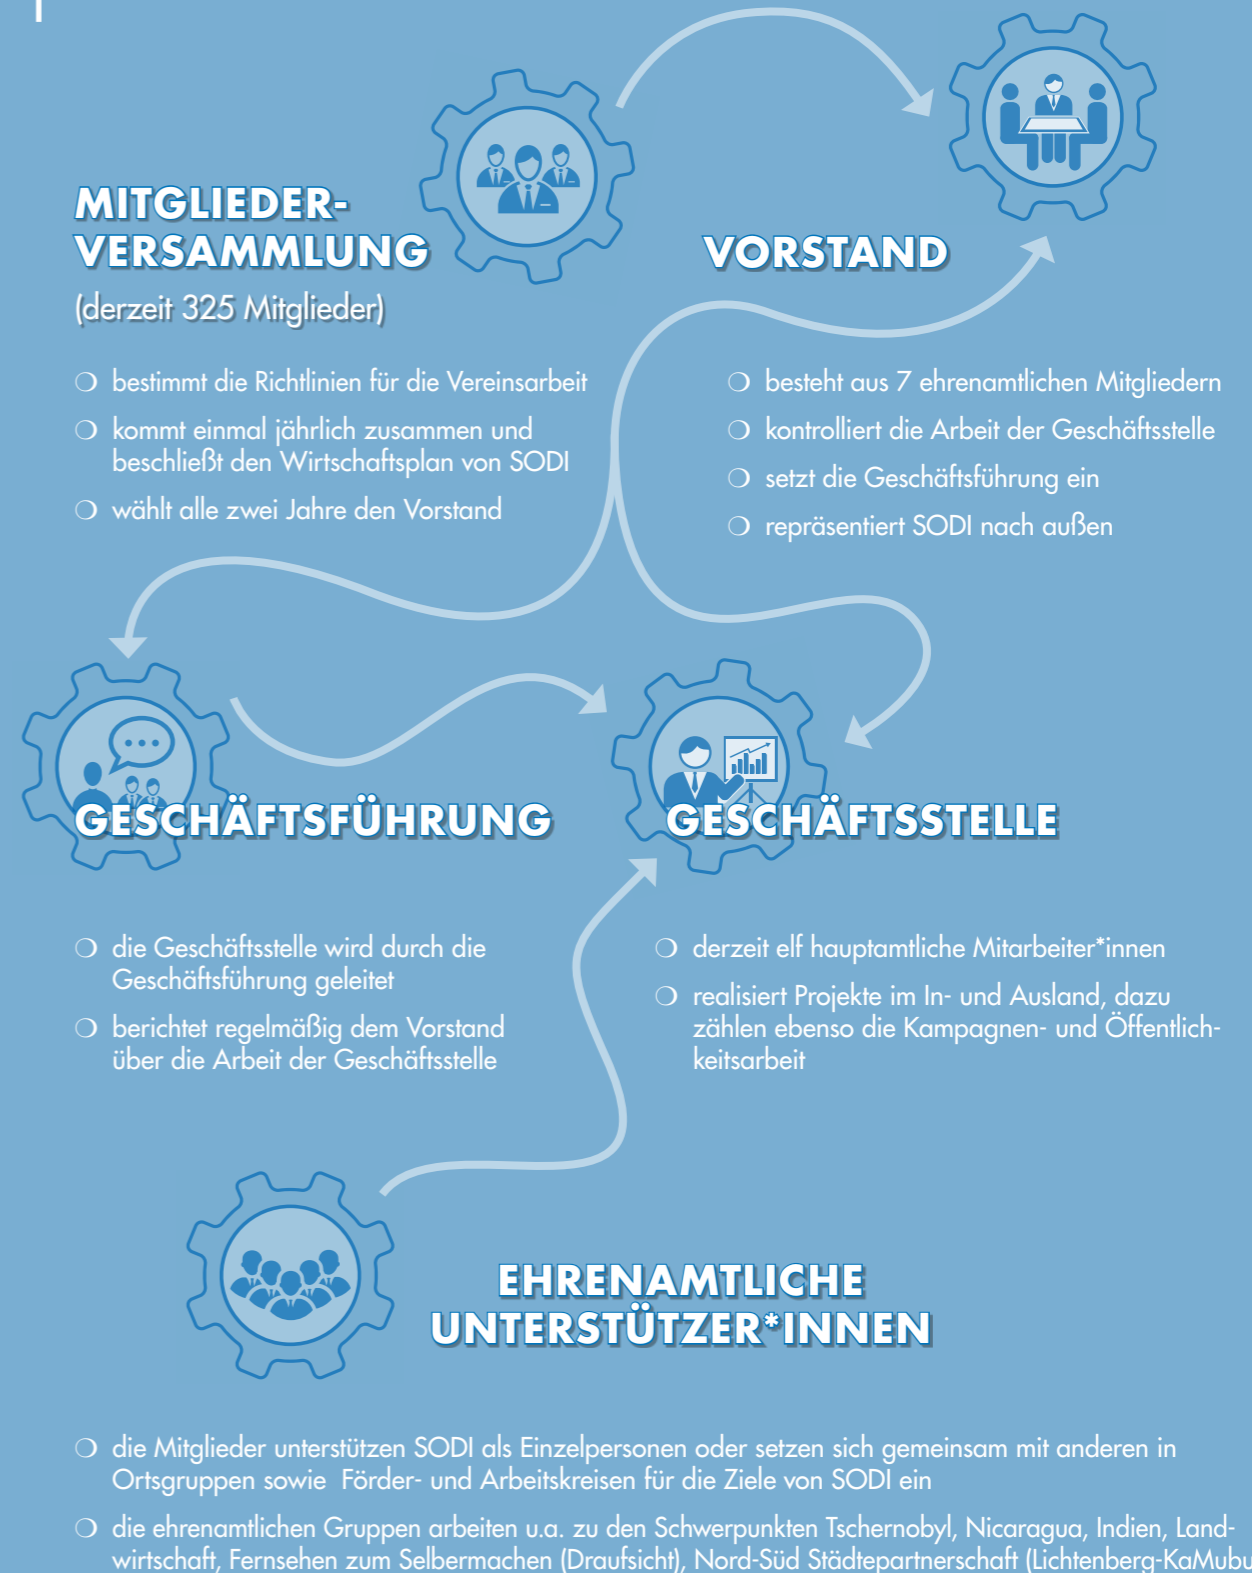 MITGLIEDER-
VERSAMMLUNG
(derzeit 325 Mitglieder)
❍ bestimmt die Richtlinien für die Vereinsarbeit
❍ kommt einmal jährlich zusammen und
beschließt den Wirtschaftsplan von SODI
❍ wählt alle zwei Jahre den Vorstand
VORSTAND
❍ besteht aus 7 ehrenamtlichen Mitgliedern
❍ kontrolliert die Arbeit der Geschäftsstelle
❍ setzt die Geschäftsführung ein
❍ repräsentiert SODI nach außen
GESCHÄFTSFÜHRUNG
❍ die Geschäftsstelle wird durch die
Geschäftsführung geleitet
❍ berichtet regelmäßig dem Vorstand
über die Arbeit der Geschäftsstelle
GESCHÄFTSSTELLE
❍ derzeit elf hauptamtliche Mitarbeiter*innen
❍ realisiert Projekte im In- und Ausland, dazu
zählen ebenso die Kampagnen- und Öffentlich-
keitsarbeit
EHRENAMTLICHE
UNTERSTÜTZER*INNEN
❍ die Mitglieder unterstützen SODI als Einzelpersonen oder setzen sich gemeinsam mit anderen in
Ortsgruppen sowie Förder- und Arbeitskreisen für die Ziele von SODI ein
❍ die ehrenamtlichen Gruppen arbeiten u.a. zu den Schwerpunkten Tschernobyl, Nicaragua, Indien, Land-
wirtschaft, Fernsehen zum Selbermachen (Draufsicht), Nord-Süd Städtepartnerschaft (Lichtenberg-KaMubu